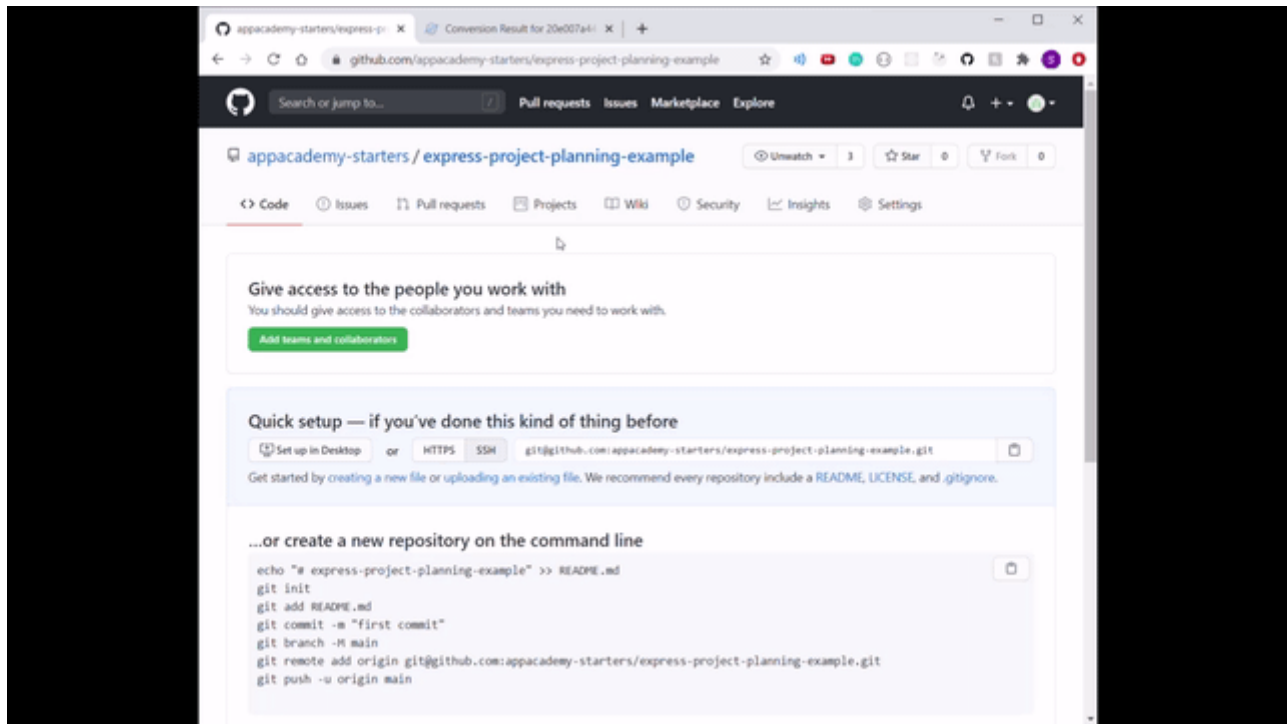 appacademy-starters/express-pr
Conversion Result for 20e007a4
github.com/appacademy-starters/express-project-planning-example
Search or jump to...
/
Pull requests Issues Marketplace Explore
appacademy-starters / express-project-planning-example
Unwatch 3 Star 0 Fork 0
<> Code Issues Pull requests Projects Wiki Security Insights Settings
Give access to the people you work with
You should give access to the collaborators and teams you need to work with.
Add teams and collaborators
Quick setup — if you've done this kind of thing before
Set up in Desktop or HTTPS SSH git@github.com:appacademy-starters/express-project-planning-example.git
Get started by creating a new file or uploading an existing file. We recommend every repository include a README, LICENSE, and .gitignore.
...or create a new repository on the command line
echo "# express-project-planning-example" >> README.md
git init
git add README.md
git commit -m "first commit"
git branch -M main
git remote add origin git@github.com:appacademy-starters/express-project-planning-example.git
git push -u origin main